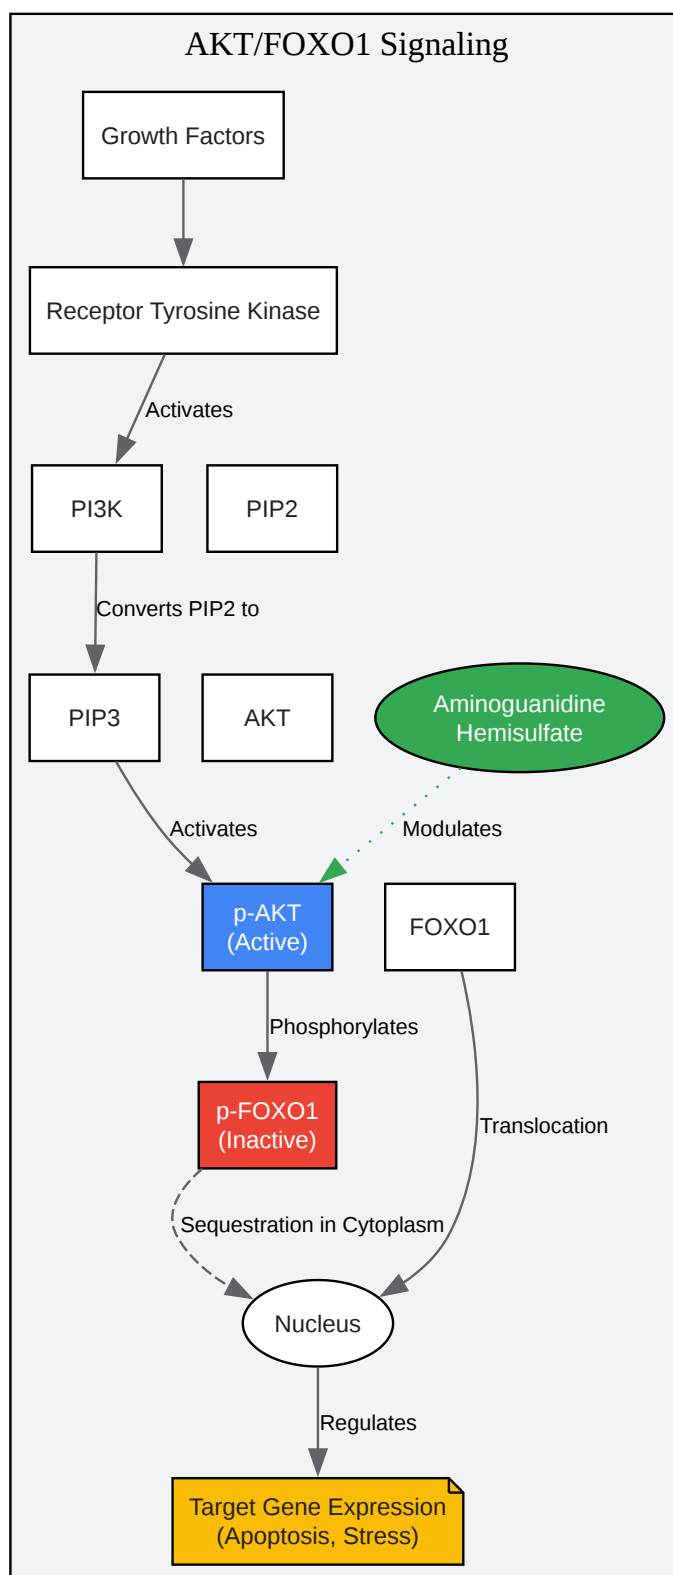 AKT/FOXO1 Signaling
Growth Factors
Receptor Tyrosine Kinase
Activates
PI3K
PIP2
Converts PIP2 to
PIP3
AKT
Aminoguanidine
Hemisulfate
Activates
Modulates
p-AKT
(Active)
FOXO1
Phosphorylates
p-FOXO1
(Inactive)
Translocation
Sequestration in Cytoplasm
Nucleus
Regulates
Target Gene Expression
(Apoptosis, Stress)